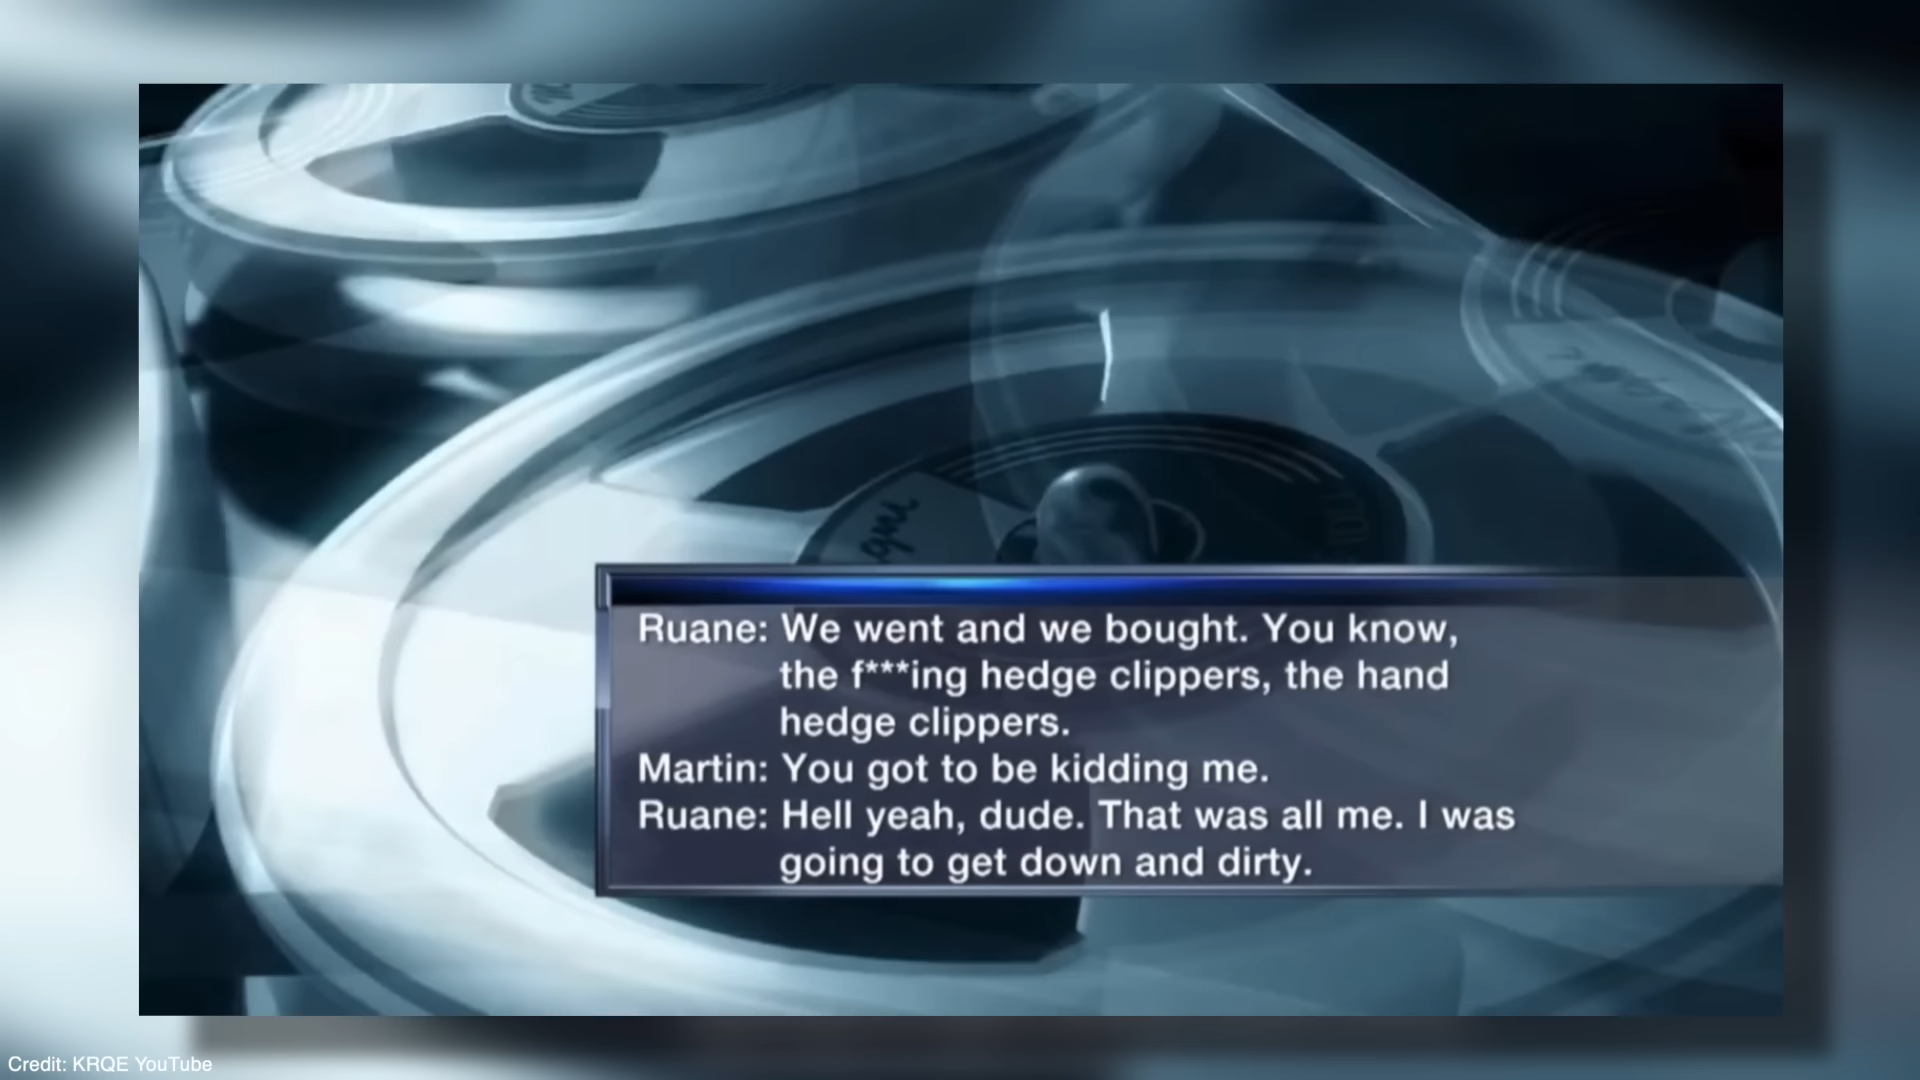 Ruane: We went and we bought. You know,
the f***ing hedge clippers, the hand
hedge clippers.
Martin: You got to be kidding me.
Ruane: Hell yeah, dude. That was all me. I was
going to get down and dirty.
Credit: KRQE YouTube